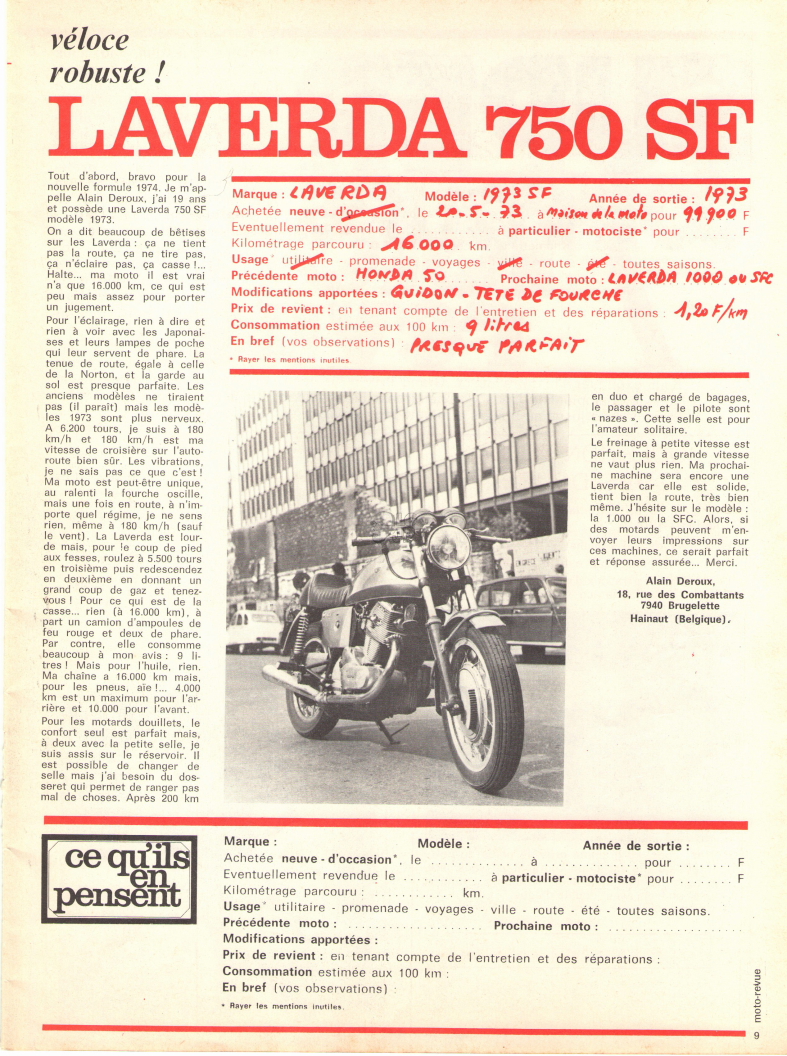 véloce
robuste !
LAVERDA 750 SF
Tout d'abord, bravo pour la
nouvelle formule 1974. Je m'ap-
pelle Alain Deroux, j'ai 19 ans
et possède une Laverda 750 SF
modèle 1973.
On a dit beaucoup de bêtises
sur les Laverda : ça ne tient
pas la route, ça ne tire pas,
ça n'éclaire pas, ça casse !...
Halte... ma moto il est vrai
n'a que 16.000 km, ce qui est
peu mais assez pour porter
un jugement.
Pour l'éclairage, rien à dire et
rien à voir avec les Japonai-
ses et leurs lampes de poche
qui leur servent de phare. La
tenue de route, égale à celle
de la Norton, et la garde au
sol est presque parfaite. Les
anciens modèles ne tiraient
pas (il paraît) mais les modè-
les 1973 sont plus nerveux.
A 6.200 tours, je suis à 180
km/h et 180 km/h est ma
vitesse de croisière sur l'auto-
route bien sûr. Les vibrations,
je ne sais pas ce que c'est !
Ma moto est peut-être unique,
au ralenti la fourche oscille,
mais une fois en route, à n'im-
porte quel régime, je ne sens
rien, même à 180 km/h (sauf
le vent). La Laverda est lour-
de mais, pour le coup de pied
aux fesses, roulez à 5.500 tours
en troisième puis redescendez
en deuxième en donnant un
grand coup de gaz et tenez-
vous ! Pour ce qui est de la
casse... rien (à 16.000 km), à
part un camion d'ampoules de
feu rouge et deux de phare.
Par contre, elle consomme
beaucoup à mon avis : 9 li-
tres ! Mais pour l'huile, rien.
Ma chaîne a 16.000 km mais,
pour les pneus, aïe !... 4.000
km est un maximum pour l'ar-
rière et 10.000 pour l'avant.
Pour les motards douillets, le
confort seul est parfait mais,
à deux avec la petite selle, je
suis assis sur le réservoir. Il
est possible de changer de
selle mais j'ai besoin du dos-
seret qui permet de ranger pas
mal de choses. Après 200 km
Marque : LAVERDA Modèle : 1973 SF Année de sortie : 1973
Achetée neuve - d'occasion*, le 20.5.73 à Maison de la Moto pour 99900 F
Eventuellement revendue le ............ à particulier - motociste* pour ......... F
Kilométrage parcouru : 16000 km.
Usage* utilitaire - promenade - voyages - ville - route - été - toutes saisons.
Précédente moto : HONDA 50 Prochaine moto : LAVERDA 1000 ou SFC
Modifications apportées : GUIDON - TETE DE FOURCHE
Prix de revient : en tenant compte de l'entretien et des réparations : 1,20 F/km
Consommation estimée aux 100 km : 9 litres
En bref (vos observations) : PRESQUE PARFAIT
* Rayer les mentions inutiles.
en duo et chargé de bagages,
le passager et le pilote sont
« nazes ». Cette selle est pour
l'amateur solitaire.
Le freinage à petite vitesse est
parfait, mais à grande vitesse
ne vaut plus rien. Ma prochai-
ne machine sera encore une
Laverda car elle est solide,
tient bien la route, très bien
même. J'hésite sur le modèle :
la 1.000 ou la SFC. Alors, si
des motards peuvent m'en-
voyer leurs impressions sur
ces machines, ce serait parfait
et réponse assurée... Merci.
Alain Deroux,
18, rue des Combattants
7940 Brugelette
Hainaut (Belgique).
ce qu'ils
en
pensent
Marque : Modèle : Année de sortie :
Achetée neuve - d'occasion*, le .............. à .............. pour ........ F
Eventuellement revendue le ............ à particulier - motociste* pour ........ F
Kilométrage parcouru : ............ km.
Usage* utilitaire - promenade - voyages - ville - route - été - toutes saisons.
Précédente moto : .................... Prochaine moto : ....................
Modifications apportées :
Prix de revient : en tenant compte de l'entretien et des réparations :
Consommation estimée aux 100 km :
En bref (vos observations) :
* Rayer les mentions inutiles.
moto-revue
9